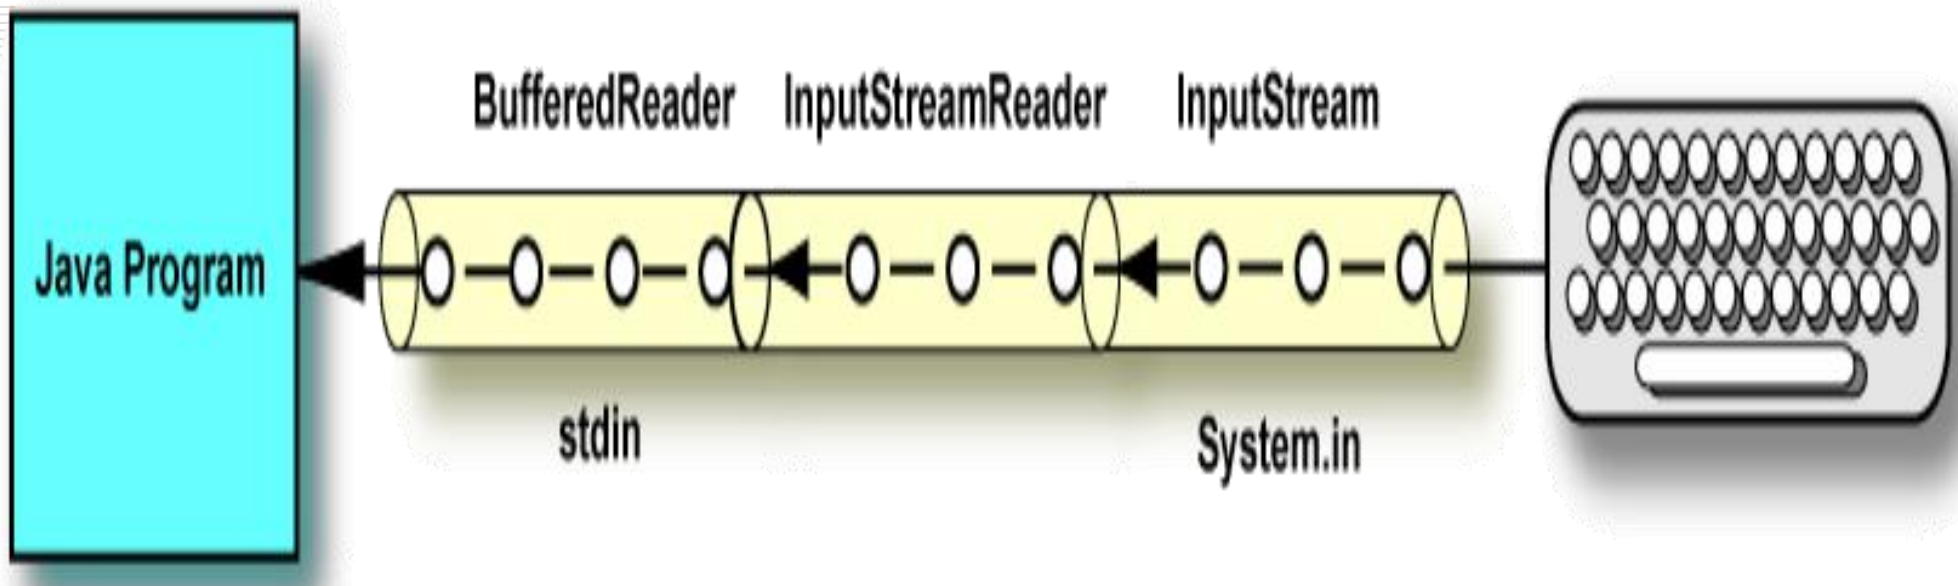 BufferedReader InputStreamReader InputStream
Java Program
stdin
System.in